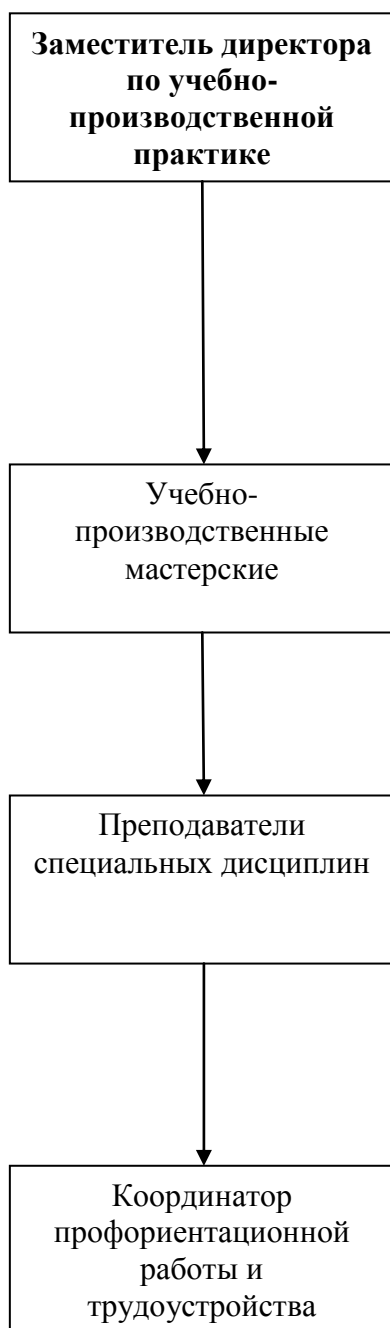 Заместитель директора
по учебно-
производственной
практике
Учебно-
производственные
мастерские
Преподаватели
специальных дисциплин
Координатор
профориентационной
работы и
трудоустройства